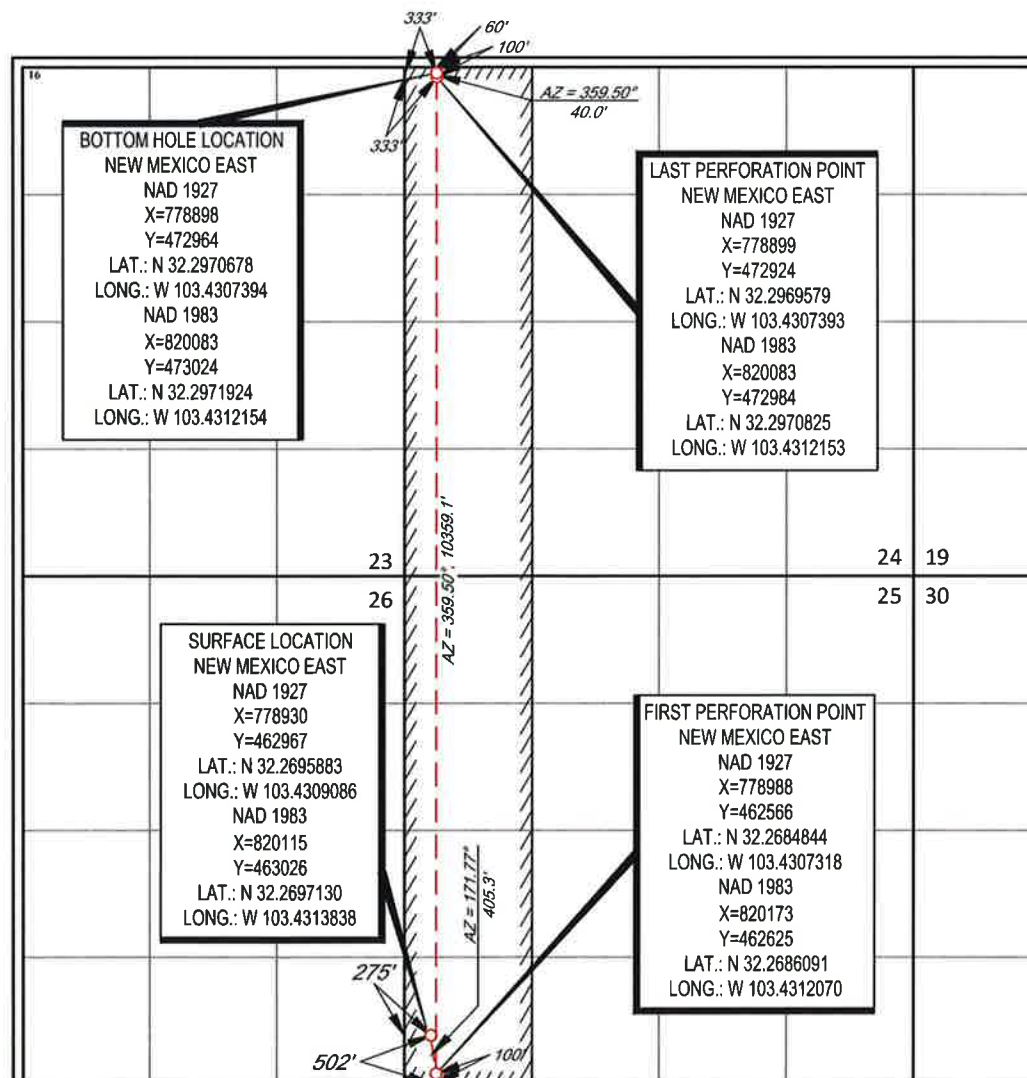 333'
60'
100'
16
AZ = 359.50°
40.0'
333'
BOTTOM HOLE LOCATION
NEW MEXICO EAST
NAD 1927
X=778898
Y=472964
LAT.: N 32.2970678
LONG.: W 103.4307394
NAD 1983
X=820083
Y=473024
LAT.: N 32.2971924
LONG.: W 103.4312154
LAST PERFORATION POINT
NEW MEXICO EAST
NAD 1927
X=778899
Y=472924
LAT.: N 32.2969579
LONG.: W 103.4307393
NAD 1983
X=820083
Y=472984
LAT.: N 32.2970825
LONG.: W 103.4312153
AZ = 359.50°, 10359.1'
23
24
19
26
25
30
SURFACE LOCATION
NEW MEXICO EAST
NAD 1927
X=778930
Y=462967
LAT.: N 32.2695883
LONG.: W 103.4309086
NAD 1983
X=820115
Y=463026
LAT.: N 32.2697130
LONG.: W 103.4313838
FIRST PERFORATION POINT
NEW MEXICO EAST
NAD 1927
X=778988
Y=462566
LAT.: N 32.2684844
LONG.: W 103.4307318
NAD 1983
X=820173
Y=462625
LAT.: N 32.2686091
LONG.: W 103.4312070
AZ = 171.77°
405.3'
275'
502'
100'